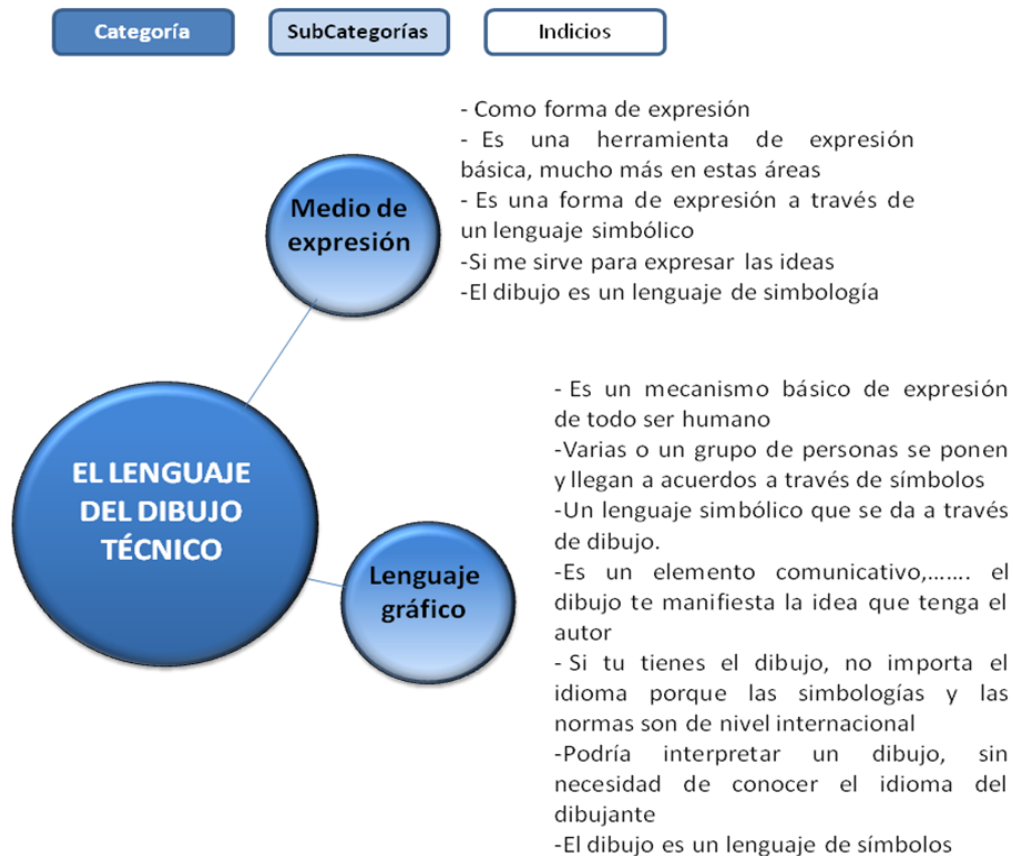 Categoría
SubCategorías
Indicios
- Como forma de expresión
- Es una herramienta de expresión
básica, mucho más en estas áreas
- Es una forma de expresión a través de
un lenguaje simbólico
-Si me sirve para expresar las ideas
-El dibujo es un lenguaje de simbología
Medio de
expresión
EL LENGUAJE
DEL DIBUJO
TÉCNICO
Lenguaje
gráfico
- Es un mecanismo básico de expresión
de todo ser humano
-Varias o un grupo de personas se ponen
y llegan a acuerdos a través de símbolos
-Un lenguaje simbólico que se da a través
de dibujo.
-Es un elemento comunicativo,....... el
dibujo te manifiesta la idea que tenga el
autor
- Si tu tienes el dibujo, no importa el
idioma porque las simbologías y las
normas son de nivel internacional
-Podría interpretar un dibujo, sin
necesidad de conocer el idioma del
dibujante
-El dibujo es un lenguaje de símbolos